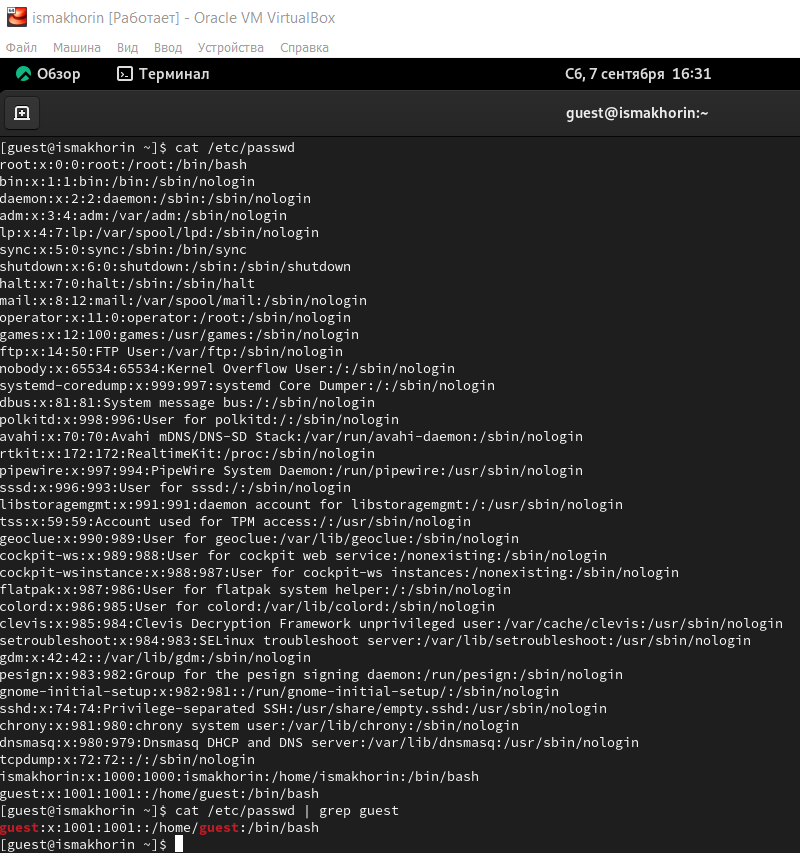 ismakhorin [Работает] - Oracle VM VirtualBox
Файл Машина Вид Ввод Устройства Справка
Обзор Терминал Сб, 7 сентября 16:31
guest@ismakhorin:~
[guest@ismakhorin ~]$ cat /etc/passwd
root:x:0:0:root:/root:/bin/bash
bin:x:1:1:bin:/bin:/sbin/nologin
daemon:x:2:2:daemon:/sbin:/sbin/nologin
adm:x:3:4:adm:/var/adm:/sbin/nologin
lp:x:4:7:lp:/var/spool/lpd:/sbin/nologin
sync:x:5:0:sync:/sbin:/bin/sync
shutdown:x:6:0:shutdown:/sbin:/sbin/shutdown
halt:x:7:0:halt:/sbin:/sbin/halt
mail:x:8:12:mail:/var/spool/mail:/sbin/nologin
operator:x:11:0:operator:/root:/sbin/nologin
games:x:12:100:games:/usr/games:/sbin/nologin
ftp:x:14:50:FTP User:/var/ftp:/sbin/nologin
nobody:x:65534:65534:Kernel Overflow User:/:/sbin/nologin
systemd-coredump:x:999:997:systemd Core Dumper:/:/sbin/nologin
dbus:x:81:81:System message bus:/:/sbin/nologin
polkitd:x:998:996:User for polkitd:/:/sbin/nologin
avahi:x:70:70:Avahi mDNS/DNS-SD Stack:/var/run/avahi-daemon:/sbin/nologin
rtkit:x:172:172:RealtimeKit:/proc:/sbin/nologin
pipewire:x:997:994:PipeWire System Daemon:/run/pipewire:/usr/sbin/nologin
sssd:x:996:993:User for sssd:/:/sbin/nologin
libstoragemgmt:x:991:991:daemon account for libstoragemgmt:/:/usr/sbin/nologin
tss:x:59:59:Account used for TPM access:/:/usr/sbin/nologin
geoclue:x:990:989:User for geoclue:/var/lib/geoclue:/sbin/nologin
cockpit-ws:x:989:988:User for cockpit web service:/nonexisting:/sbin/nologin
cockpit-wsinstance:x:988:987:User for cockpit-ws instances:/nonexisting:/sbin/nologin
flatpak:x:987:986:User for flatpak system helper:/:/sbin/nologin
colord:x:986:985:User for colord:/var/lib/colord:/sbin/nologin
clevis:x:985:984:Clevis Decryption Framework unprivileged user:/var/cache/clevis:/usr/sbin/nologin
setroubleshoot:x:984:983:SELinux troubleshoot server:/var/lib/setroubleshoot:/usr/sbin/nologin
gdm:x:42:42::/var/lib/gdm:/sbin/nologin
pesign:x:983:982:Group for the pesign signing daemon:/run/pesign:/sbin/nologin
gnome-initial-setup:x:982:981::/run/gnome-initial-setup/:/sbin/nologin
sshd:x:74:74:Privilege-separated SSH:/usr/share/empty.sshd:/usr/sbin/nologin
chrony:x:981:980:chrony system user:/var/lib/chrony:/sbin/nologin
dnsmasq:x:980:979:Dnsmasq DHCP and DNS server:/var/lib/dnsmasq:/usr/sbin/nologin
tcpdump:x:72:72::/:/sbin/nologin
ismakhorin:x:1000:1000:ismakhorin:/home/ismakhorin:/bin/bash
guest:x:1001:1001::/home/guest:/bin/bash
[guest@ismakhorin ~]$ cat /etc/passwd | grep guest
guest:x:1001:1001::/home/guest:/bin/bash
[guest@ismakhorin ~]$